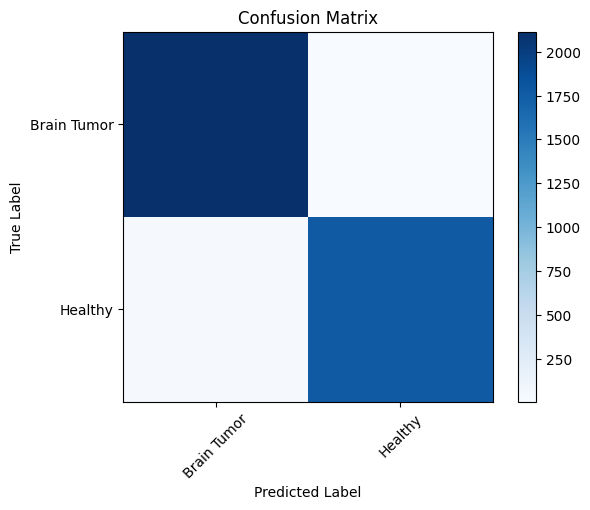 Confusion Matrix
True Label
Brain Tumor
Healthy
Brain Tumor
Healthy
Predicted Label
2000
1750
1500
1250
1000
750
500
250